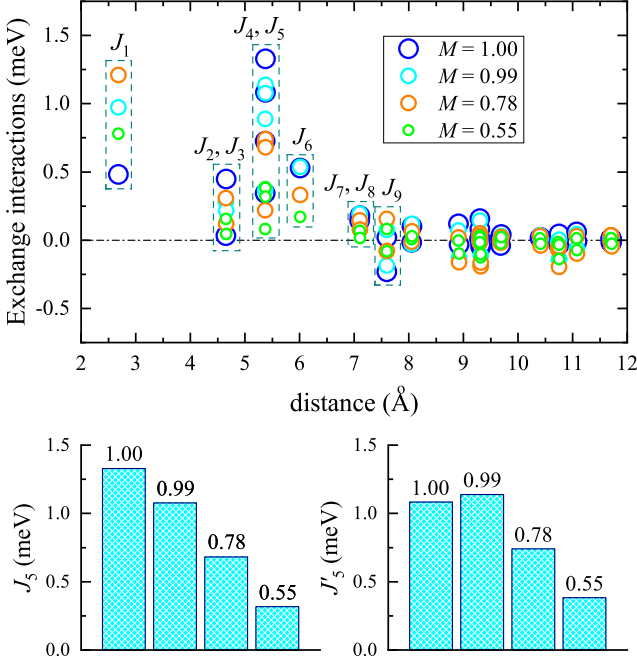 Exchange interactions (meV)
1.5
1.0
0.5
0.0
-0.5
J1
J2, J3
J4, J5
J6
J7, J8
J9
M = 1.00
M = 0.99
M = 0.78
M = 0.55
2 3 4 5 6 7 8 9 10 11 12
distance (Å)
J5 (meV)
1.5
1.0
0.5
0.0
1.00
0.99
0.78
0.55
J'5 (meV)
1.5
1.0
0.5
0.0
1.00
0.99
0.78
0.55